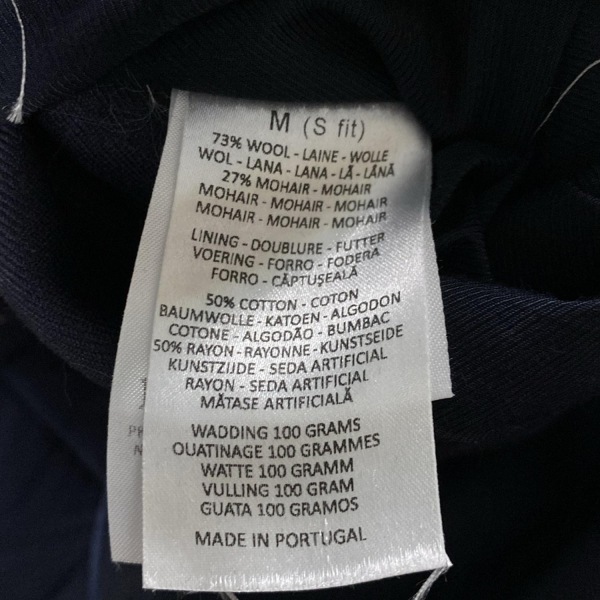 M (S fit)
73% WOOL - LAINE - WOLLE
WOL - LANA - LANA - LÃ - LÂNĂ
27% MOHAIR - MOHAIR
MOHAIR - MOHAIR - MOHAIR
MOHAIR - MOHAIR - MOHAIR
LINING - DOUBLURE - FUTTER
VOERING - FORRO - FODERA
FORRO - CĂPTUSEALĂ
50% COTTON - COTON
BAUMWOLLE - KATOEN - ALGODON
COTONE - ALGODÃO - BUMBAC
50% RAYON - RAYONNE - KUNSTSEIDE
KUNSTZIJDE - SEDA ARTIFICIAL
RAYON - SEDA ARTIFICIAL
MĂTASE ARTIFICIALĂ
WADDING 100 GRAMS
OUATINAGE 100 GRAMMES
WATTE 100 GRAMM
VULLING 100 GRAM
GUATA 100 GRAMOS
MADE IN PORTUGAL